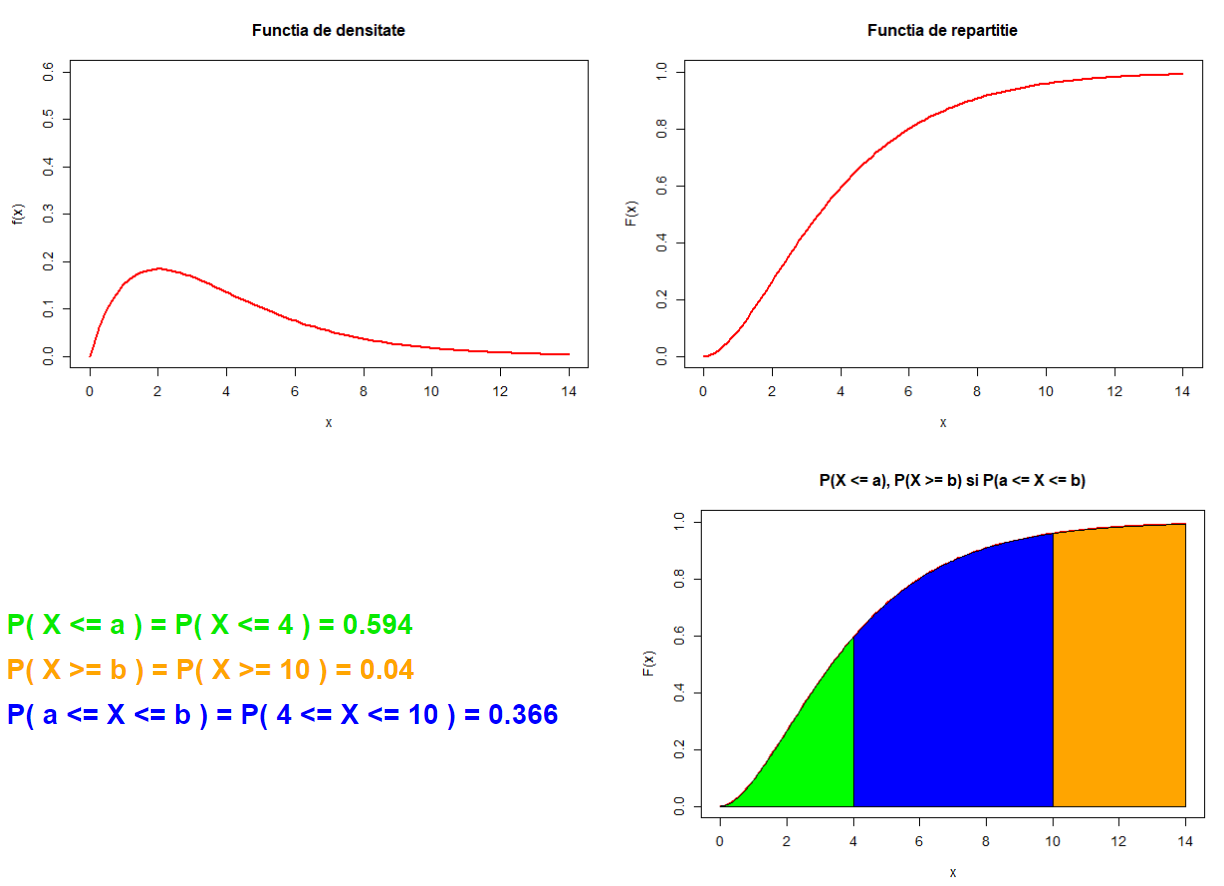 Functia de densitate
f(x)
0.6
0.5
0.4
0.3
0.2
0.1
0.0
0 2 4 6 8 10 12 14
x
Functia de repartitie
F(x)
1.0
0.8
0.6
0.4
0.2
0.0
0 2 4 6 8 10 12 14
x
P( X <= a ) = P( X <= 4 ) = 0.594
P( X >= b ) = P( X >= 10 ) = 0.04
P( a <= X <= b ) = P( 4 <= X <= 10 ) = 0.366
P(X <= a), P(X >= b) si P(a <= X <= b)
F(x)
1.0
0.8
0.6
0.4
0.2
0.0
0 2 4 6 8 10 12 14
x